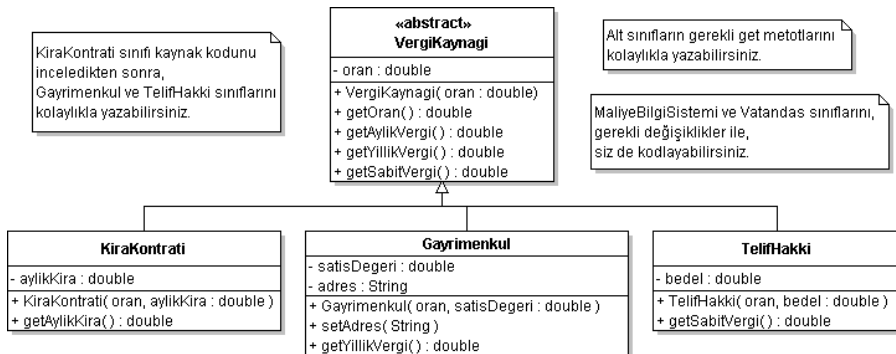 KiraKontrati sınıfı kaynak kodunu
inceledikten sonra,
Gayrimenkul ve TelifHakki sınıflarını
kolaylıkla yazabilirsiniz.
«abstract»
VergiKaynagi
- oran : double
+ VergiKaynagi( oran : double)
+ getOran() : double
+ getAylikVergi() : double
+ getYillikVergi() : double
+ getSabitVergi() : double
Alt sınıfların gerekli get metotlarını
kolaylıkla yazabilirsiniz.
MaliyeBilgiSistemi ve Vatandas sınıflarını,
gerekli değişiklikler ile,
siz de kodlayabilirsiniz.
KiraKontrati
- aylikKira : double
+ KiraKontrati( oran, aylikKira : double )
+ getAylikKira() : double
Gayrimenkul
- satisDegeri : double
- adres : String
+ Gayrimenkul( oran, satisDegeri : double )
+ setAdres( String )
+ getYillikVergi() : double
TelifHakki
- bedel : double
+ TelifHakki( oran, bedel : double )
+ getSabitVergi() : double